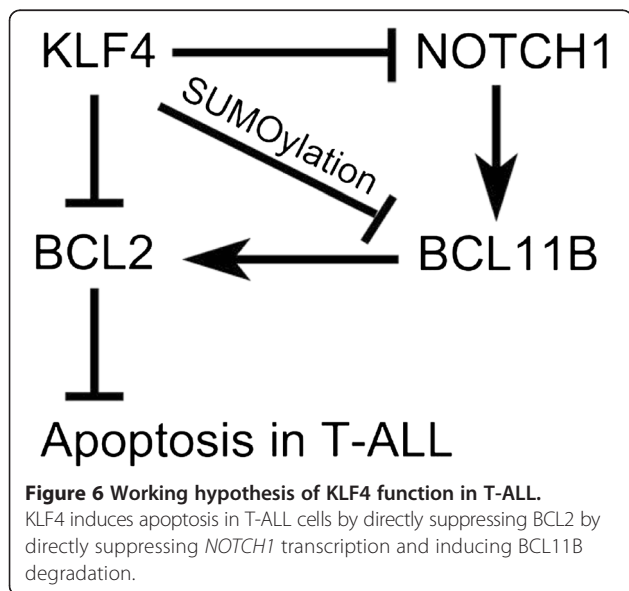 KLF4 NOTCH1
SUMOylation
BCL2 BCL11B
Apoptosis in T-ALL
Figure 6 Working hypothesis of KLF4 function in T-ALL.
KLF4 induces apoptosis in T-ALL cells by directly suppressing BCL2 by
directly suppressing NOTCH1 transcription and inducing BCL11B
degradation.